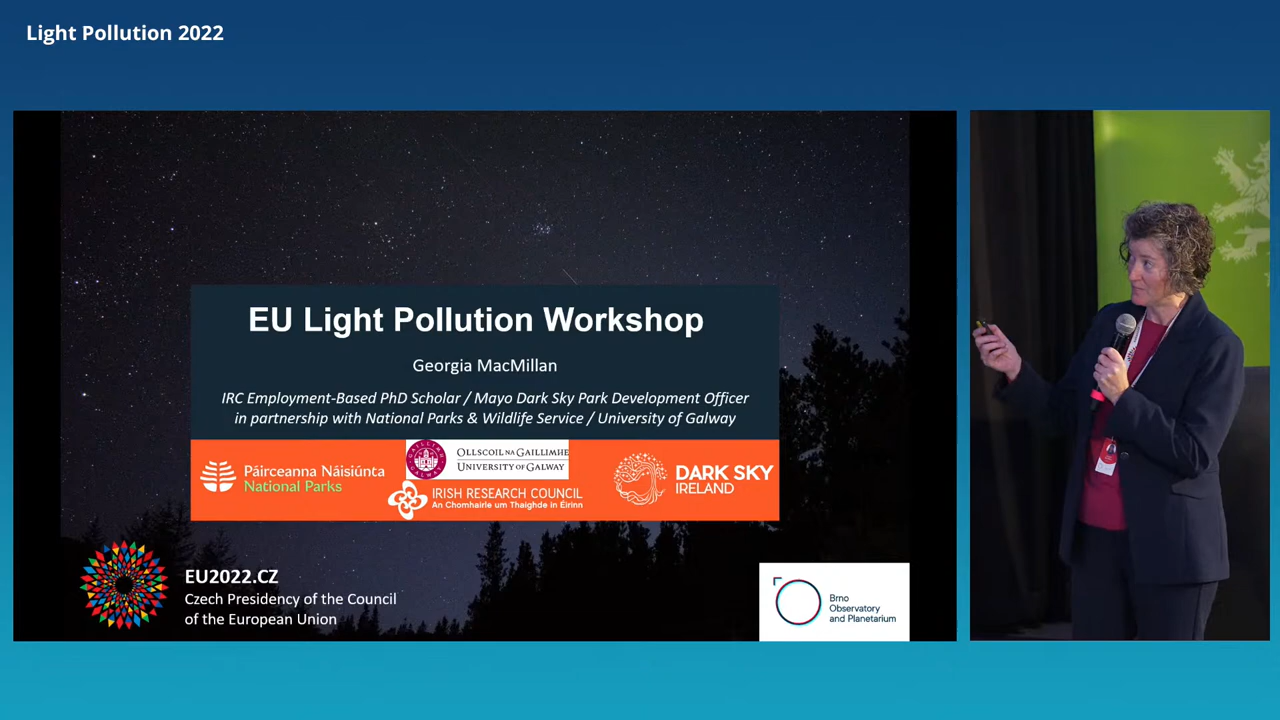 Light Pollution 2022
EU Light Pollution Workshop
Georgia MacMillan
IRC Employment-Based PhD Scholar / Mayo Dark Sky Park Development Officer
in partnership with National Parks & Wildlife Service / University of Galway
Páirceanna Náisiúnta
National Parks
OLLSCOIL NA GAILLIMHE
UNIVERSITY OF GALWAY
IRISH RESEARCH COUNCIL
An Chomhairle um Thaighde in Éirinn
DARK SKY
IRELAND
EU2022.CZ
Czech Presidency of the Council
of the European Union
Brno
Observatory
and Planetarium